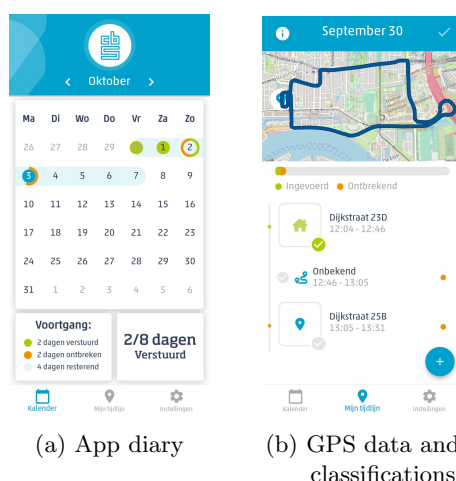 Oktober
Ma Di Wo Do Vr Za Zo
26 27 28 29 1 2
3 4 5 6 7 8 9
10 11 12 13 14 15 16
17 18 19 20 21 22 23
24 25 26 27 28 29 30
31 1 2 3 4 5 6
Voortgang:
2 dagen verstuurd
2 dagen ontbreken
4 dagen resterend
2/8 dagen
Verstuurd
Kalender Mijn tijdlijn Instellingen
(a) App diary
September 30
Ingevoerd Ontbrekend
Dijkstraat 23D
12:04 - 12:46
Onbekend
12:46 - 13:05
Dijkstraat 25B
13:05 - 13:31
+
Kalender Mijn tijdlijn Instellingen
(b) GPS data and
classifications